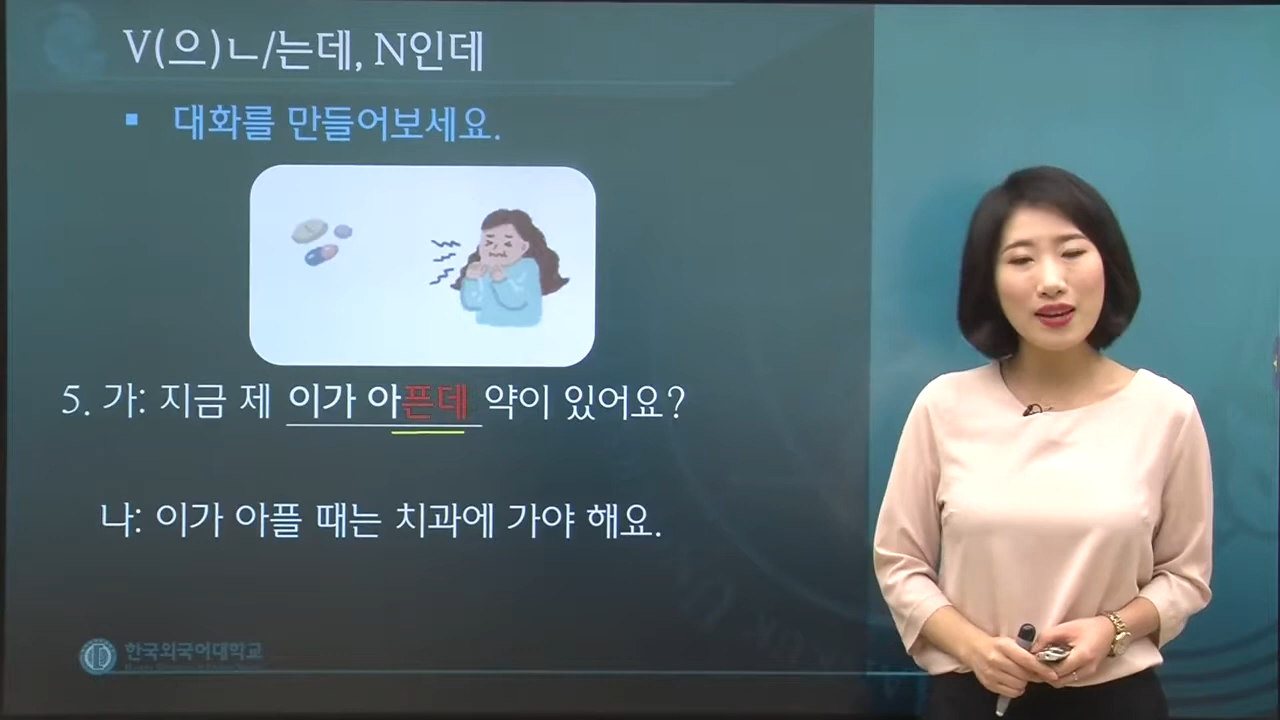 V(으)ㄴ/는데, N인데
▪ 대화를 만들어보세요.
5. 가: 지금 제 이가 아픈데 약이 있어요?
나: 이가 아플 때는 치과에 가야 해요.
한국외국어대학교